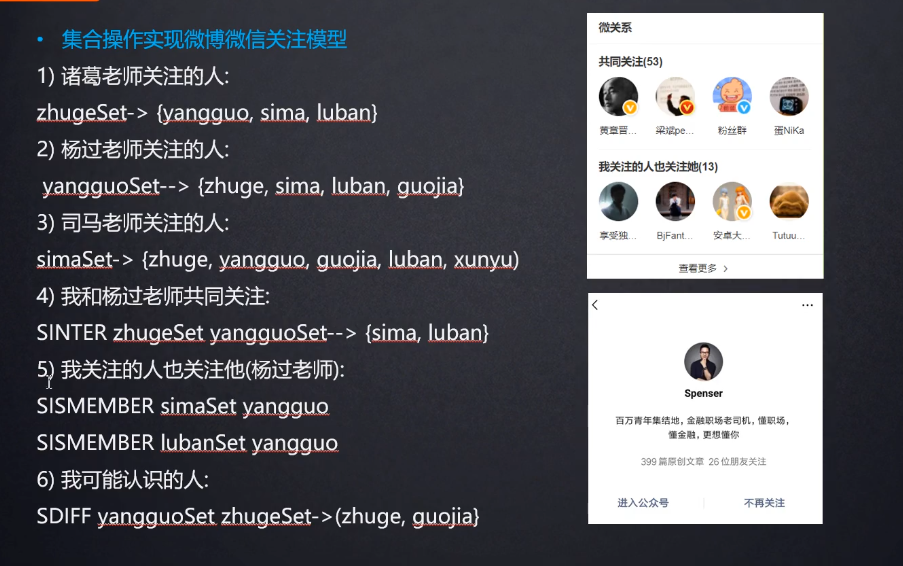 • 集合操作实现微博微信关注模型
1) 诸葛老师关注的人:
zhugeSet-> {yangguo, sima, luban}
2) 杨过老师关注的人:
yangguoSet--> {zhuge, sima, luban, guojia}
3) 司马老师关注的人:
simaSet-> {zhuge, yangguo, guojia, luban, xunyu)
4) 我和杨过老师共同关注:
SINTER zhugeSet yangguoSet--> {sima, luban}
5) 我关注的人也关注他(杨过老师):
SISMEMBER simaSet yangguo
SISMEMBER lubanSet yangguo
6) 我可能认识的人:
SDIFF yangguoSet zhugeSet->(zhuge, guojia}
微关系
共同关注(53)
黄章晋... 梁斌pe... 粉丝群 蛋NiKa
我关注的人也关注她(13)
享受独... BjFant... 安卓大... Tutuu...
查看更多 >
Spenser
百万青年集结地,金融职场老司机,懂职场,
懂金融,更想懂你
399篇原创文章 26位朋友关注
进入公众号 不再关注